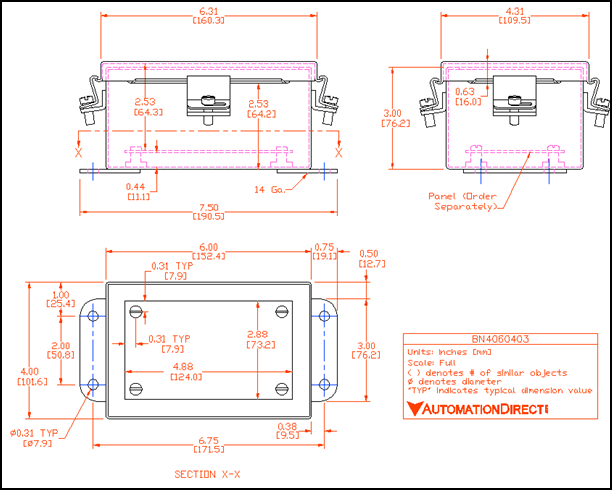 6.31
[160.3]
4.31
[109.5]
2.53
[64.3]
2.53
[64.2]
0.63
[16.0]
3.00
[76.2]
X
X
0.44
[11.1]
14 Ga.
7.50
[190.5]
Panel (Order
Separately)
6.00
[152.4]
0.75
[19.1]
0.50
[12.7]
0.31 TYP
[7.9]
1.00
[25.4]
0.31 TYP
[7.9]
2.88
[73.2]
2.00
[50.8]
3.00
[76.2]
4.00
[101.6]
4.88
[124.0]
Ø0.31 TYP
[Ø7.9]
0.38
[9.5]
6.75
[171.5]
SECTION X-X
BN4060403
Units: Inches [mm]
Scale: Full
( ) denotes # of similar objects
Ø denotes diameter
"TYP" indicates typical dimension value
AUTOMATIONDIRECT